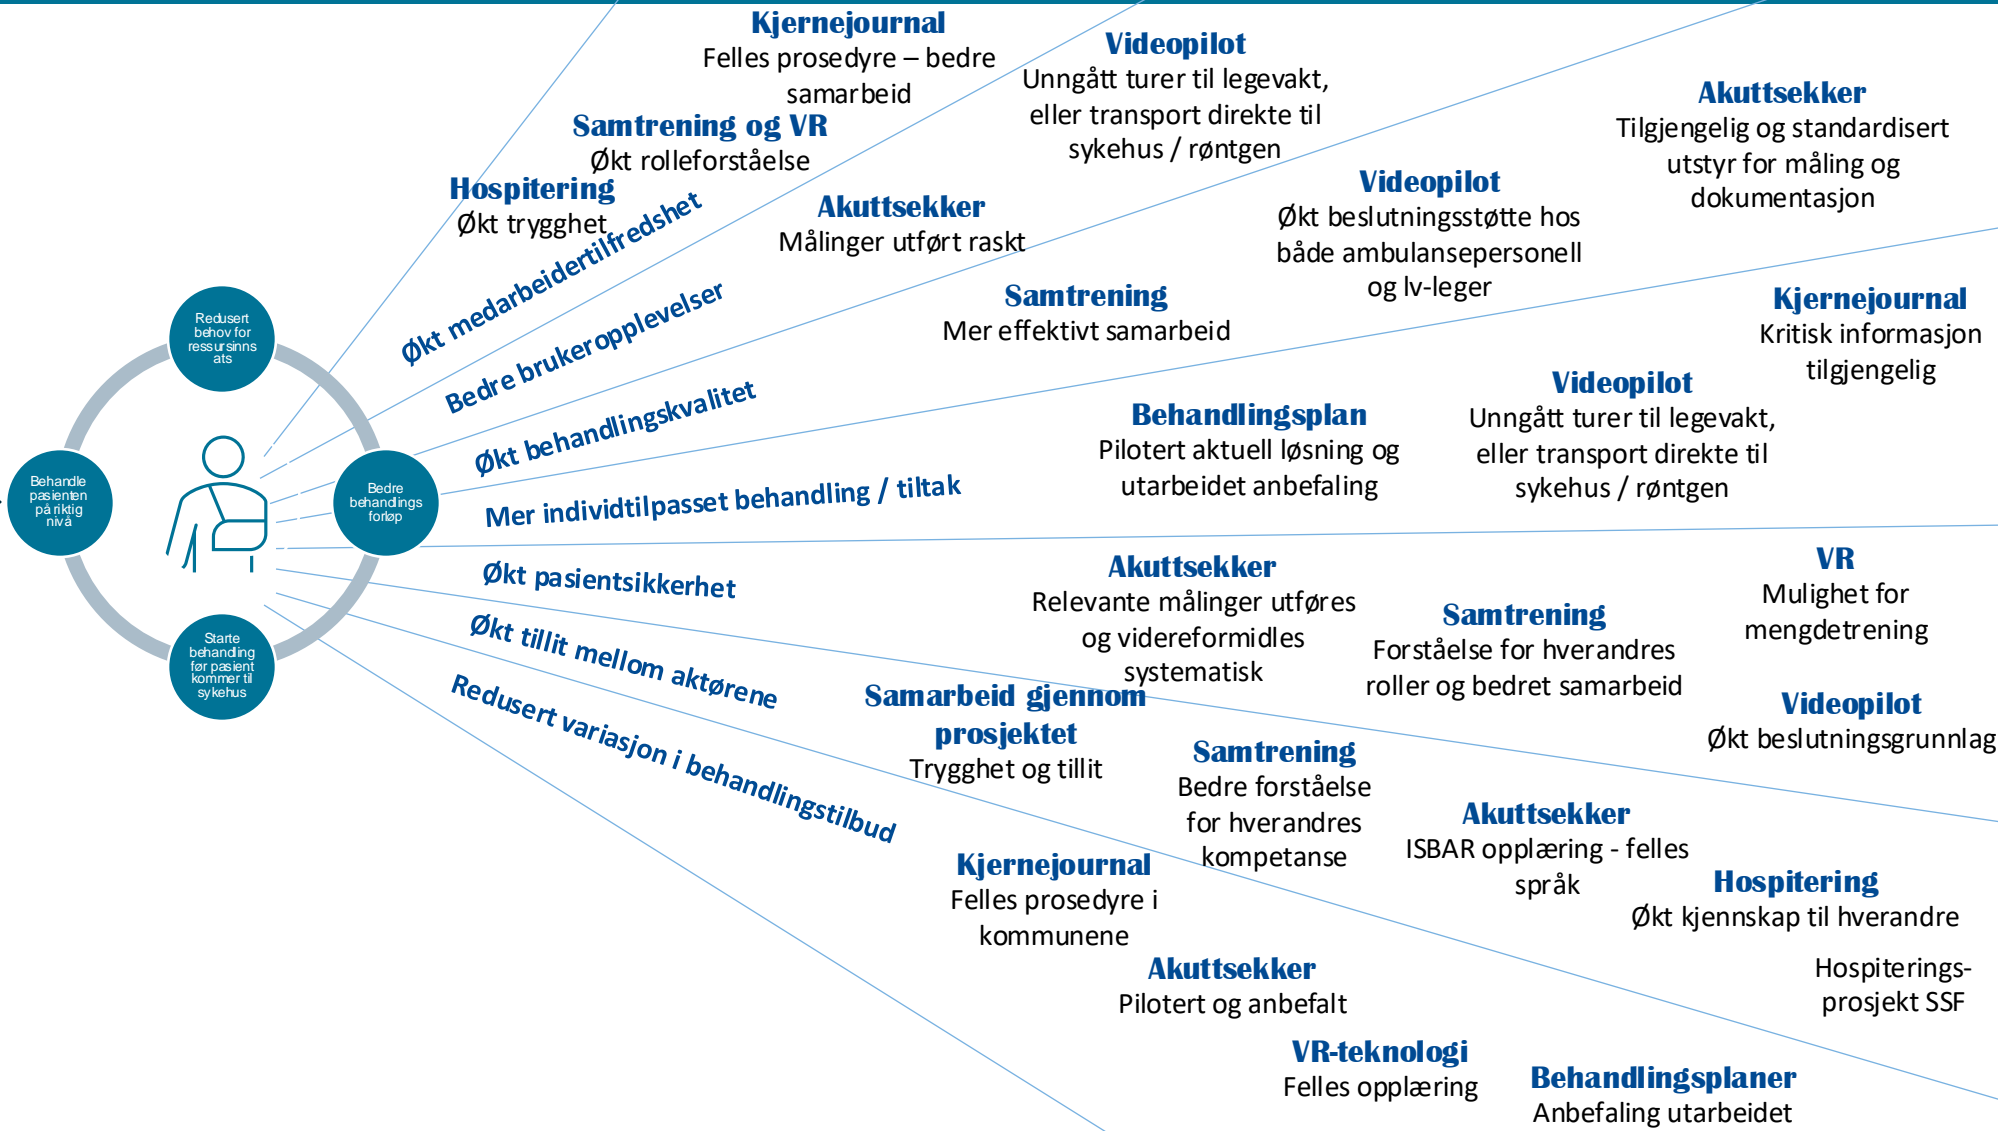 Kjernejournal
Felles prosedyre – bedre
samarbeid
Samtrening og VR
Økt rolleforståelse
Hospitering
Økt trygghet
Økt medarbeidertilfredshet
Videopilot
Unngått turer til legevakt,
eller transport direkte til
sykehus / røntgen
Akuttsekker
Målinger utført raskt
Bedre brukeropplevelser
Akuttsekker
Tilgjengelig og standardisert
utstyr for måling og
dokumentasjon
Videopilot
Økt beslutningsstøtte hos
både ambulansepersonell
og lv-leger
Samtrening
Mer effektivt samarbeid
Økt behandlingskvalitet
Kjernejournal
Kritisk informasjon
tilgjengelig
Videopilot
Unngått turer til legevakt,
eller transport direkte til
sykehus / røntgen
Behandlingsplan
Pilotert aktuell løsning og
utarbeidet anbefaling
Mer individtilpasset behandling / tiltak
Redusert
behov for
ressursinns
ats
Behandle
pasienten
på riktig
nivå
Bedre
behandlings
forløp
Starte
behandling
før pasient
kommer til
sykehus
Økt pasientsikkerhet
Akuttsekker
Relevante målinger utføres
og videreformidles
systematisk
Samtrening
Forståelse for hverandres
roller og bedret samarbeid
VR
Mulighet for
mengdetrening
Videopilot
Økt beslutningsgrunnlag
Økt tillit mellom aktørene
Samarbeid gjennom
prosjektet
Trygghet og tillit
Samtrening
Bedre forståelse
for hverandres
kompetanse
Akuttsekker
ISBAR opplæring - felles
språk
Hospitering
Økt kjennskap til hverandre
Hospiterings-
prosjekt SSF
Redusert variasjon i behandlingstilbud
Kjernejournal
Felles prosedyre i
kommunene
Akuttsekker
Pilotert og anbefalt
VR-teknologi
Felles opplæring
Behandlingsplaner
Anbefaling utarbeidet